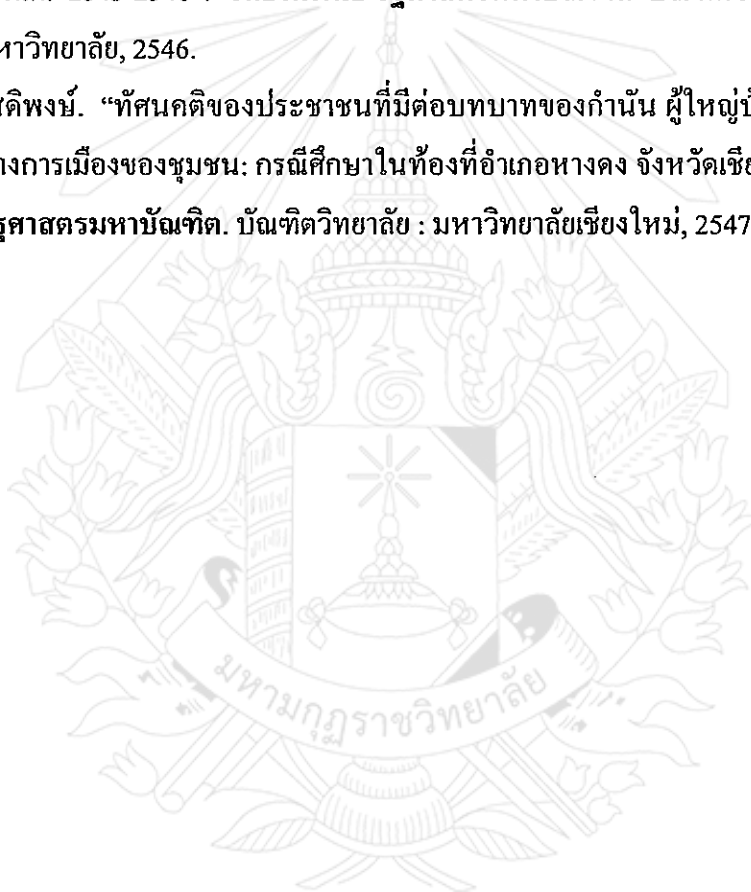 หาวิทยาลัย, 2546.
สดิพงษ์. “ทัศนคติของประชาชนที่มีต่อบทบาทของกำนัน ผู้ใหญ่บ้
างการเมืองของชุมชน: กรณีศึกษาในท้องที่อำเภอหางดง จังหวัดเชีย
ฐศาสตรมหาบัณฑิต. บัณฑิตวิทยาลัย : มหาวิทยาลัยเชียงใหม่, 2547
มหามกุฏราชวิทยาลัย